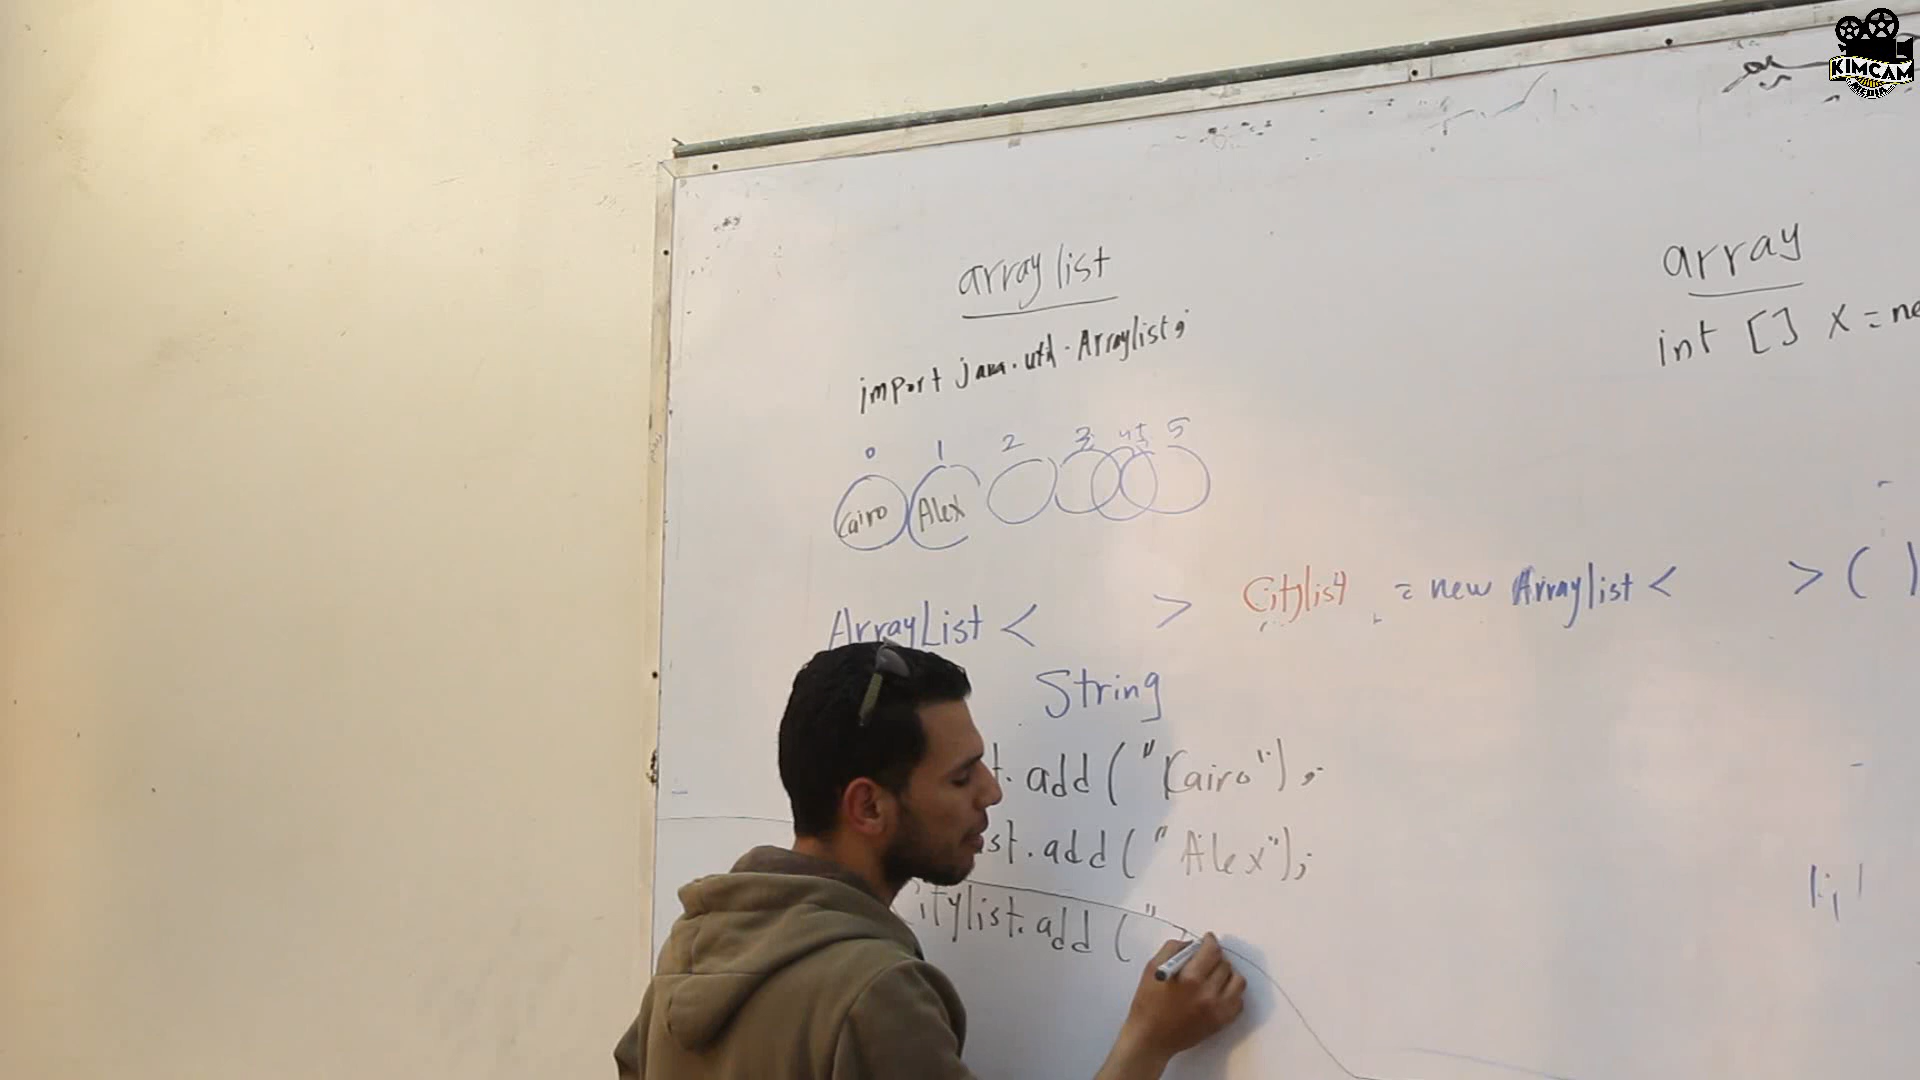 KIMCAM
MEDIA
array list
import java.util.Arraylist;
0 1 2 3 4 5
Cairo Alex
ArrayList < > Citylist = new Arraylist < > ( )
String
t.add ("Cairo");
st.add ("Alex");
Citylist.add ("
array
int [] x = ne